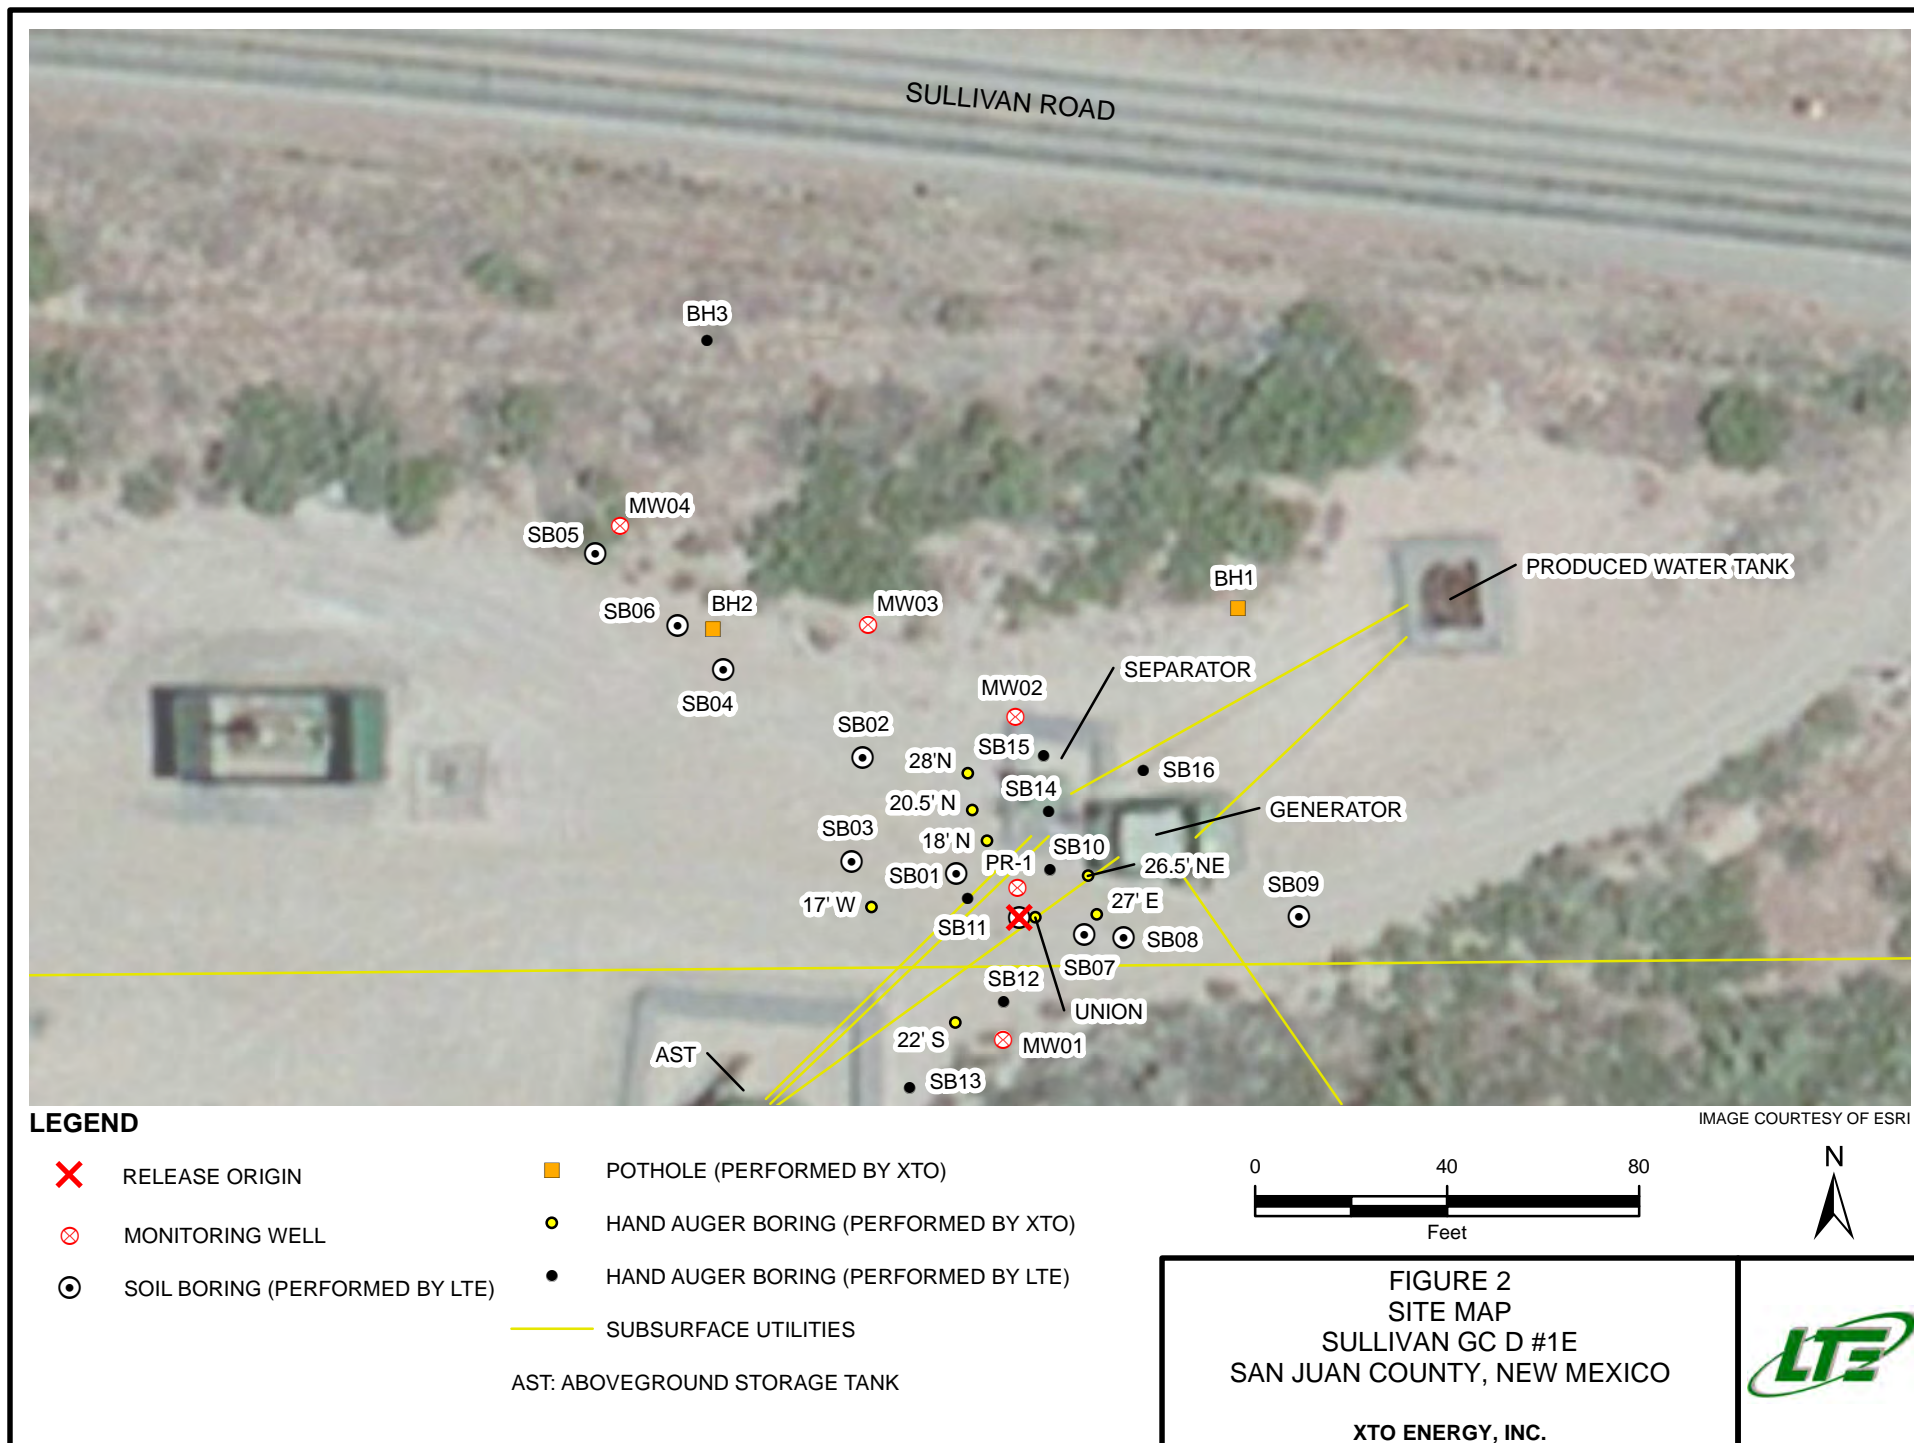 SULLIVAN ROAD
BH3
MW04
SB05
PRODUCED WATER TANK
BH1
BH2
MW03
SB06
SEPARATOR
MW02
SB04
SB02
SB15
28'N
SB16
SB14
20.5' N
GENERATOR
SB03
18' N
SB10
PR-1
26.5' NE
SB01
SB09
17' W
27' E
SB11
SB08
SB07
SB12
UNION
22' S
MW01
AST
SB13
LEGEND
IMAGE COURTESY OF ESRI
RELEASE ORIGIN
MONITORING WELL
SOIL BORING (PERFORMED BY LTE)
POTHOLE (PERFORMED BY XTO)
HAND AUGER BORING (PERFORMED BY XTO)
HAND AUGER BORING (PERFORMED BY LTE)
SUBSURFACE UTILITIES
AST: ABOVEGROUND STORAGE TANK
0 40 80
Feet
N
FIGURE 2
SITE MAP
SULLIVAN GC D #1E
SAN JUAN COUNTY, NEW MEXICO
XTO ENERGY, INC.
LTE